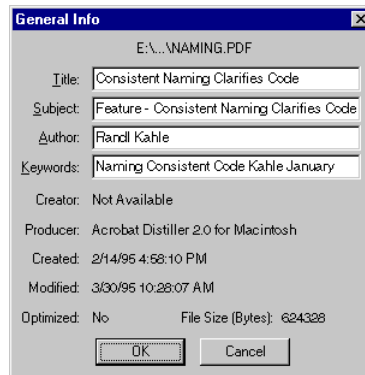 General Info
E:\...\NAMING.PDF
Title: Consistent Naming Clarifies Code
Subject: Feature - Consistent Naming Clarifies Code
Author: Randl Kahle
Keywords: Naming Consistent Code Kahle January
Creator: Not Available
Producer: Acrobat Distiller 2.0 for Macintosh
Created: 2/14/95 4:58:10 PM
Modified: 3/30/95 10:28:07 AM
Optimized: No File Size (Bytes): 624328
OK Cancel